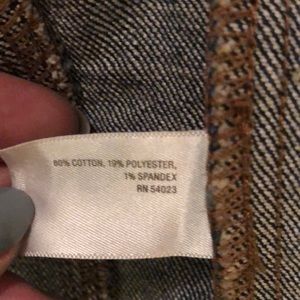 80% COTTON, 19% POLYESTER,
1% SPANDEX
RN 54023